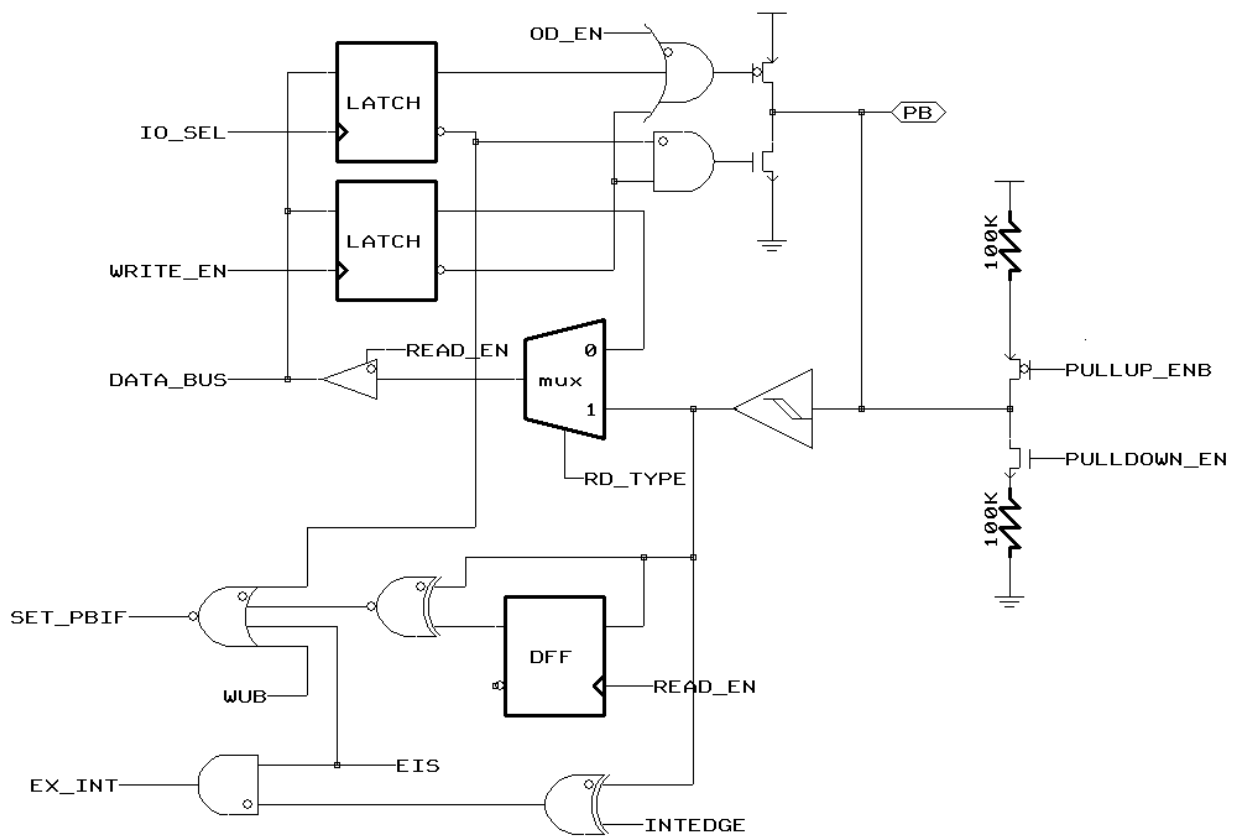 OD_EN
LATCH
PB
IO_SEL
LATCH
WRITE_EN
100K
READ_EN
0
DATA_BUS
mux
PULLUP_ENB
1
RD_TYPE
PULLDOWN_EN
100K
SET_PBIF
DFF
WUB
READ_EN
EIS
EX_INT
INTEDGE